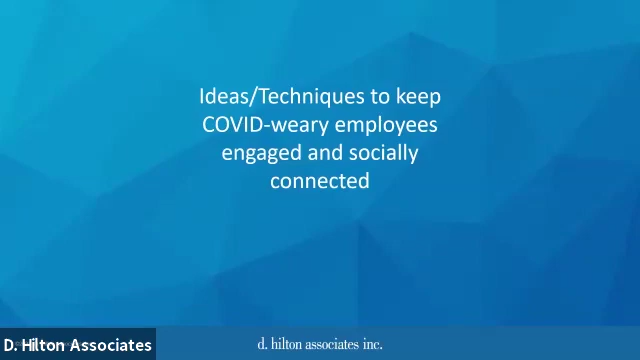 Ideas/Techniques to keep
COVID-weary employees
engaged and socially
connected
D. Hilton Associates
d. hilton associates inc.